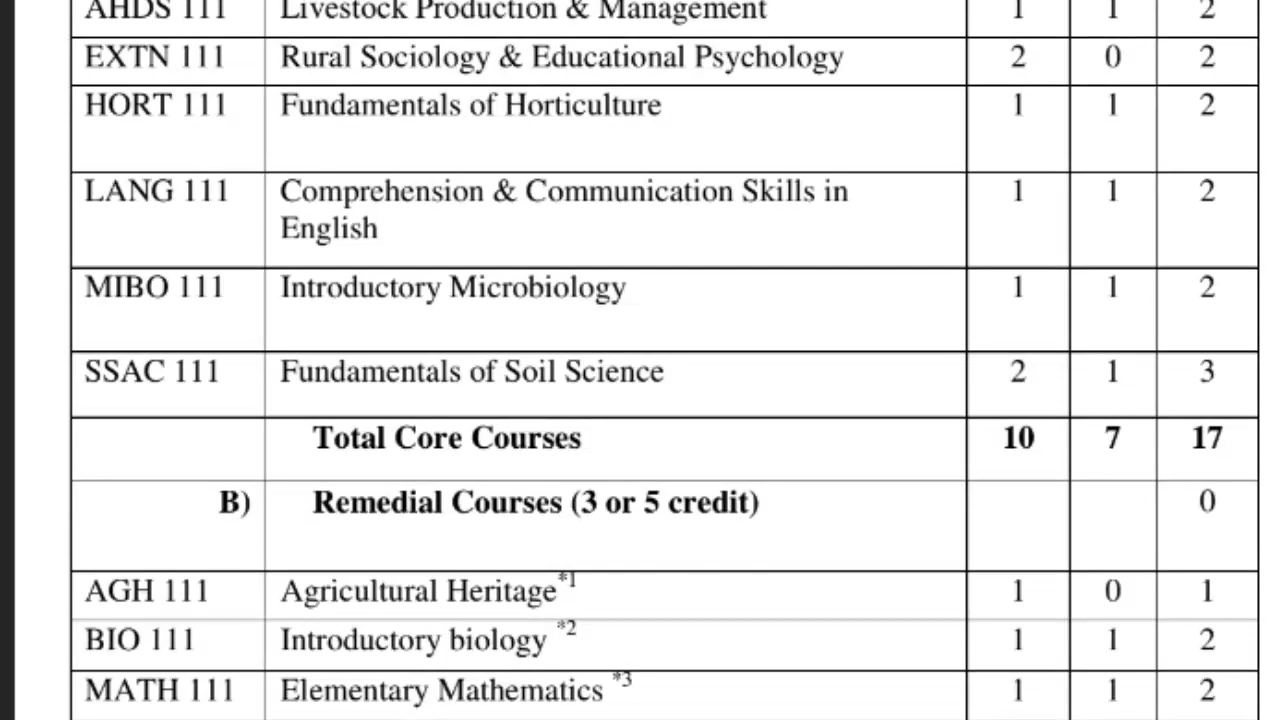 AHDS 111 Livestock Production & Management 1 1 2
EXTN 111 Rural Sociology & Educational Psychology 2 0 2
HORT 111 Fundamentals of Horticulture 1 1 2
LANG 111 Comprehension & Communication Skills in 1 1 2
English
MIBO 111 Introductory Microbiology 1 1 2
SSAC 111 Fundamentals of Soil Science 2 1 3
Total Core Courses 10 7 17
B) Remedial Courses (3 or 5 credit) 0
AGH 111 Agricultural Heritage*1 1 0 1
BIO 111 Introductory biology *2 1 1 2
MATH 111 Elementary Mathematics *3 1 1 2